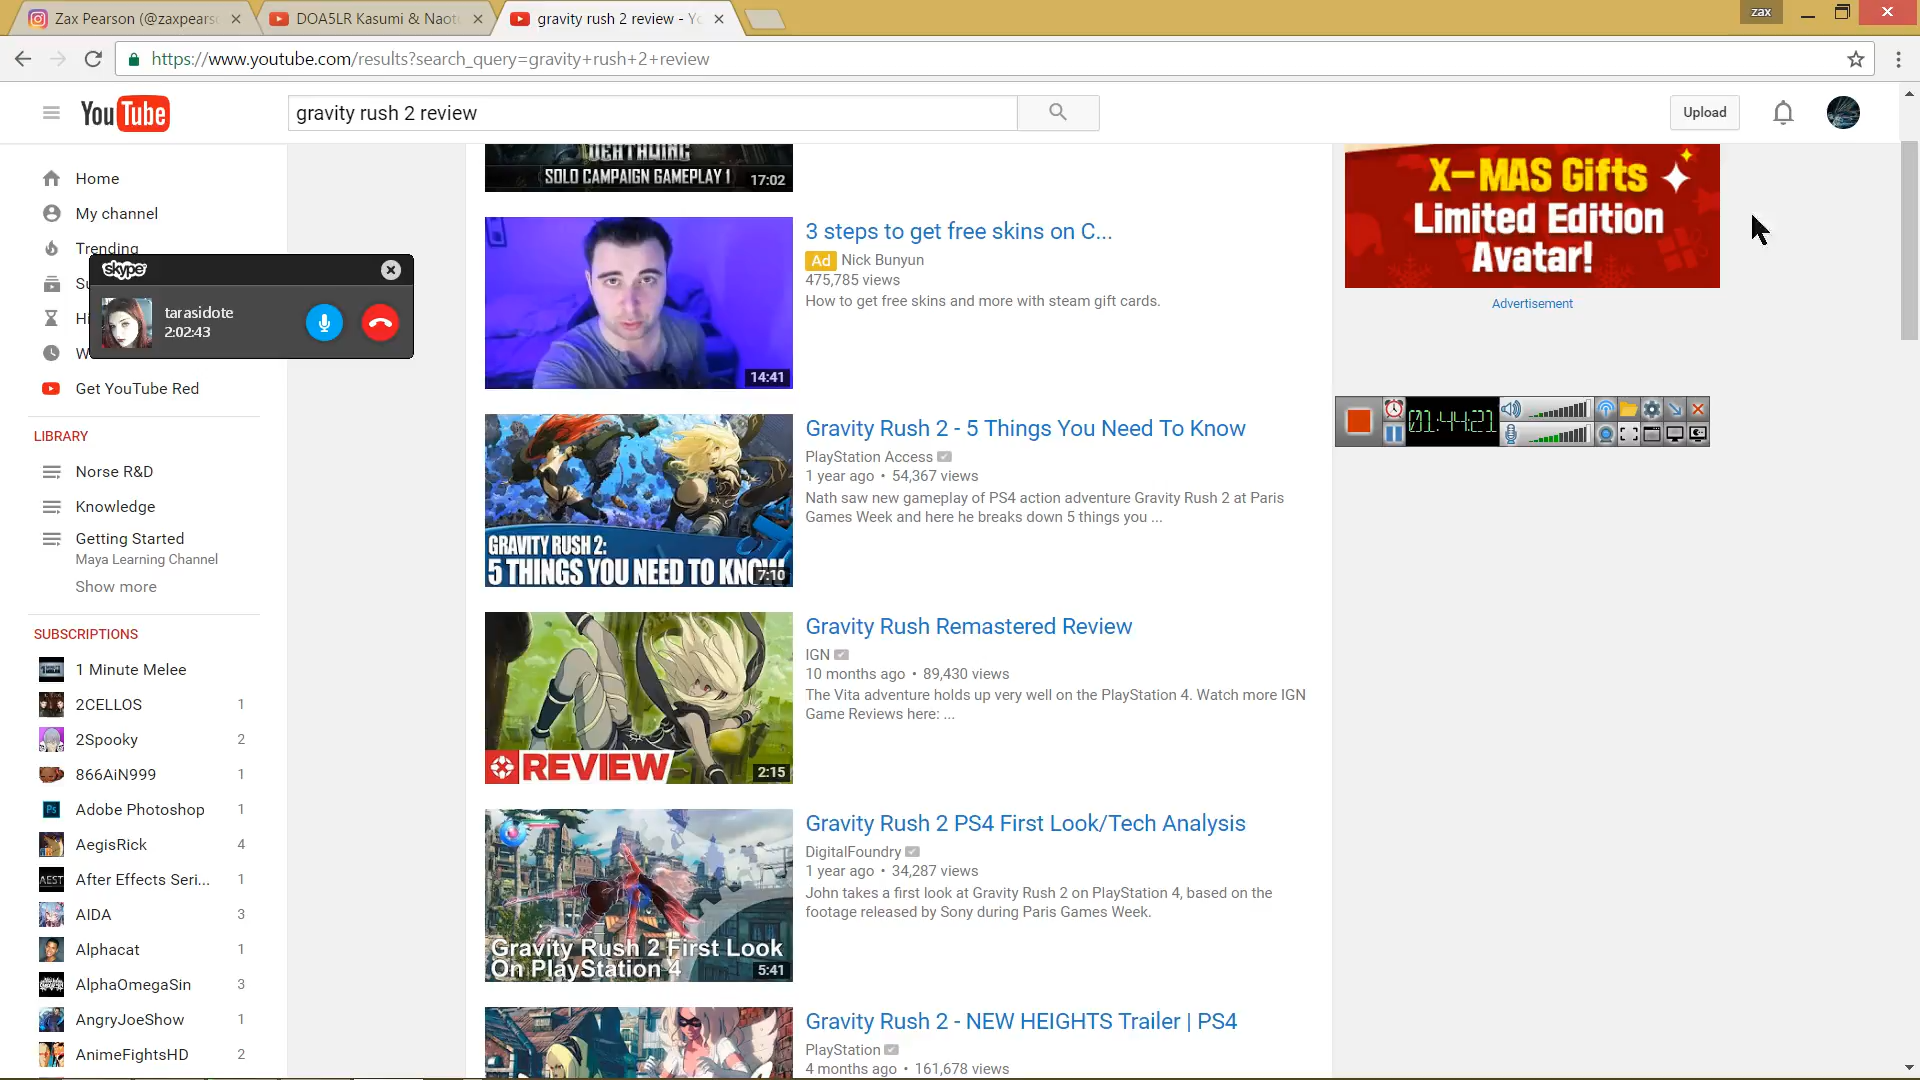 Zax Pearson (@zaxpears
DOA5LR Kasumi & Naot
gravity rush 2 review - Yo
zax
https://www.youtube.com/results?search_query=gravity+rush+2+review
YouTube
gravity rush 2 review
Upload
Home
My channel
Trending
Su
Hi
W
Get YouTube Red
skype
tarasidote
2:02:43
LIBRARY
Norse R&D
Knowledge
Getting Started
Maya Learning Channel
Show more
SUBSCRIPTIONS
1 Minute Melee
2CELLOS 1
2Spooky 2
866AiN999 1
Adobe Photoshop 1
AegisRick 4
After Effects Seri... 1
AIDA 3
Alphacat 1
AlphaOmegaSin 3
AngryJoeShow 1
AnimeFightsHD 2
DEATHWING
SOLO CAMPAIGN GAMEPLAY 1
17:02
14:41
3 steps to get free skins on C...
Ad Nick Bunyun
475,785 views
How to get free skins and more with steam gift cards.
GRAVITY RUSH 2:
5 THINGS YOU NEED TO KNOW
7:10
Gravity Rush 2 - 5 Things You Need To Know
PlayStation Access
1 year ago • 54,367 views
Nath saw new gameplay of PS4 action adventure Gravity Rush 2 at Paris
Games Week and here he breaks down 5 things you ...
REVIEW
2:15
Gravity Rush Remastered Review
IGN
10 months ago • 89,430 views
The Vita adventure holds up very well on the PlayStation 4. Watch more IGN
Game Reviews here: ...
Gravity Rush 2 First Look
On PlayStation 4
5:41
Gravity Rush 2 PS4 First Look/Tech Analysis
DigitalFoundry
1 year ago • 34,287 views
John takes a first look at Gravity Rush 2 on PlayStation 4, based on the
footage released by Sony during Paris Games Week.
Gravity Rush 2 - NEW HEIGHTS Trailer | PS4
PlayStation
4 months ago • 161,678 views
X-MAS Gifts
Limited Edition
Avatar!
Advertisement
01:44:21
Ps
AEST